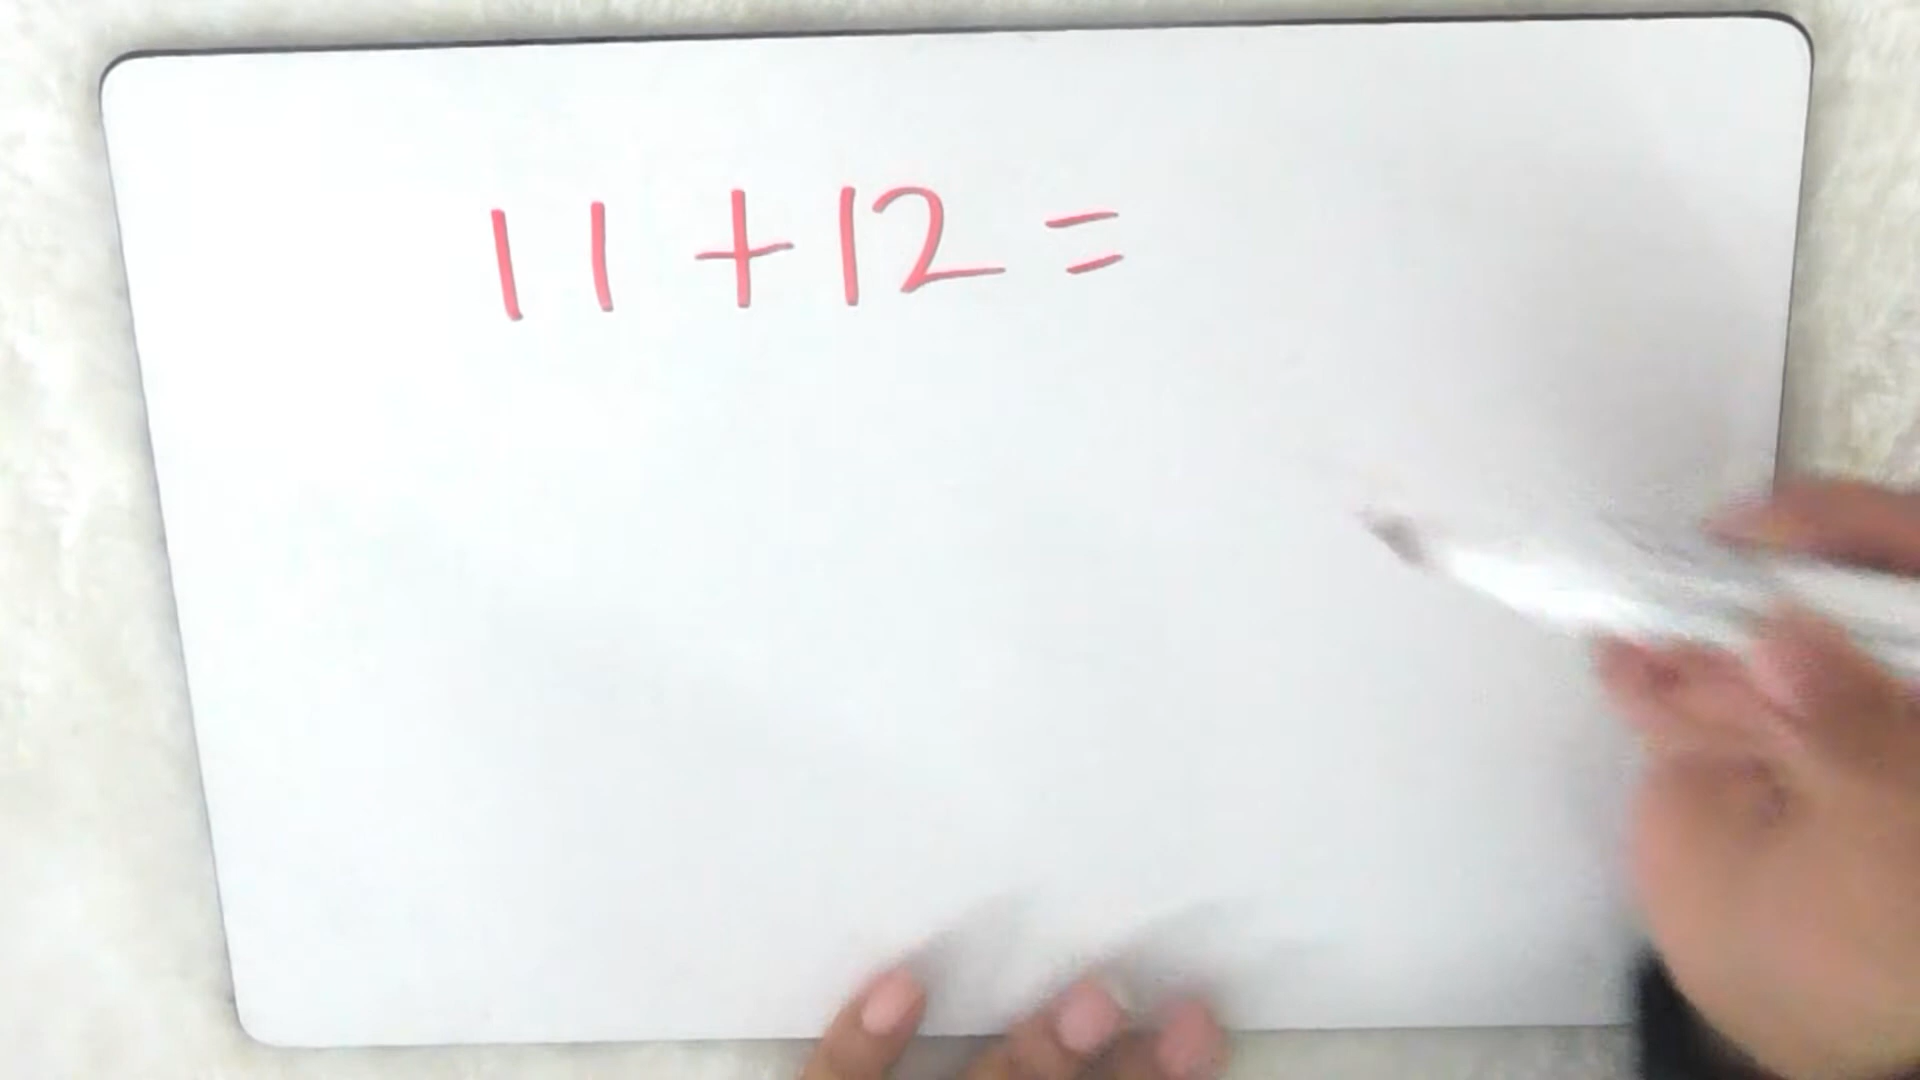 11 + 12 =